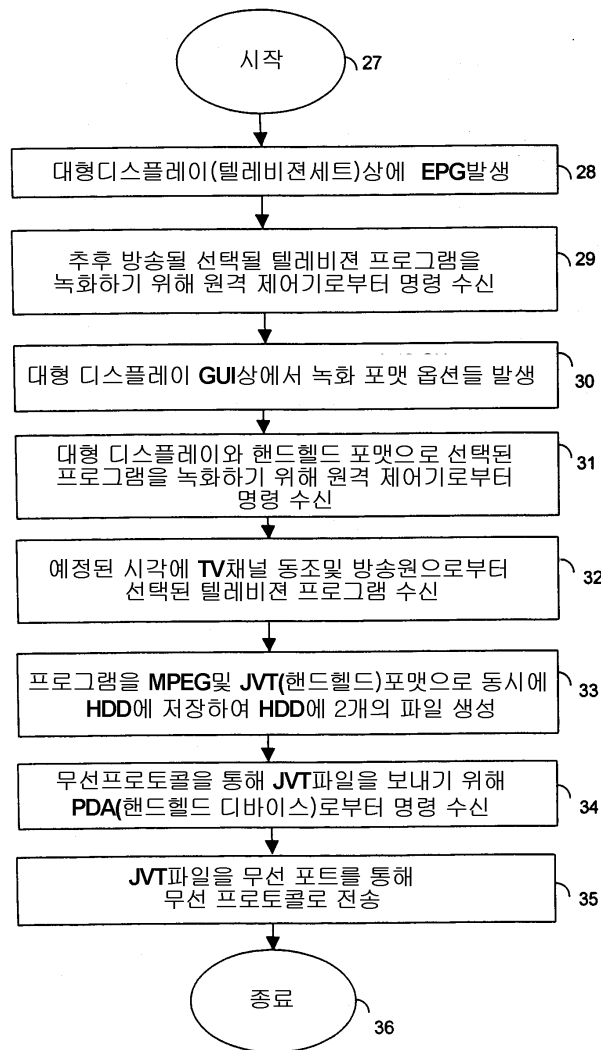 시작
27
대형디스플레이(텔레비젼세트)상에 EPG발생
28
추후 방송될 선택될 텔레비젼 프로그램을
녹화하기 위해 원격 제어기로부터 명령 수신
29
대형 디스플레이 GUI상에서 녹화 포맷 옵션들 발생
30
대형 디스플레이와 핸드헬드 포맷으로 선택된
프로그램을 녹화하기 위해 원격 제어기로부터
명령 수신
31
예정된 시각에 TV채널 동조및 방송원으로부터
선택된 텔레비젼 프로그램 수신
32
프로그램을 MPEG및 JVT(핸드헬드)포맷으로 동시에
HDD에 저장하여 HDD에 2개의 파일 생성
33
무선프로토콜을 통해 JVT파일을 보내기 위해
PDA(핸드헬드 디바이스)로부터 명령 수신
34
JVT파일을 무선 포트를 통해
무선 프로토콜로 전송
35
종료
36